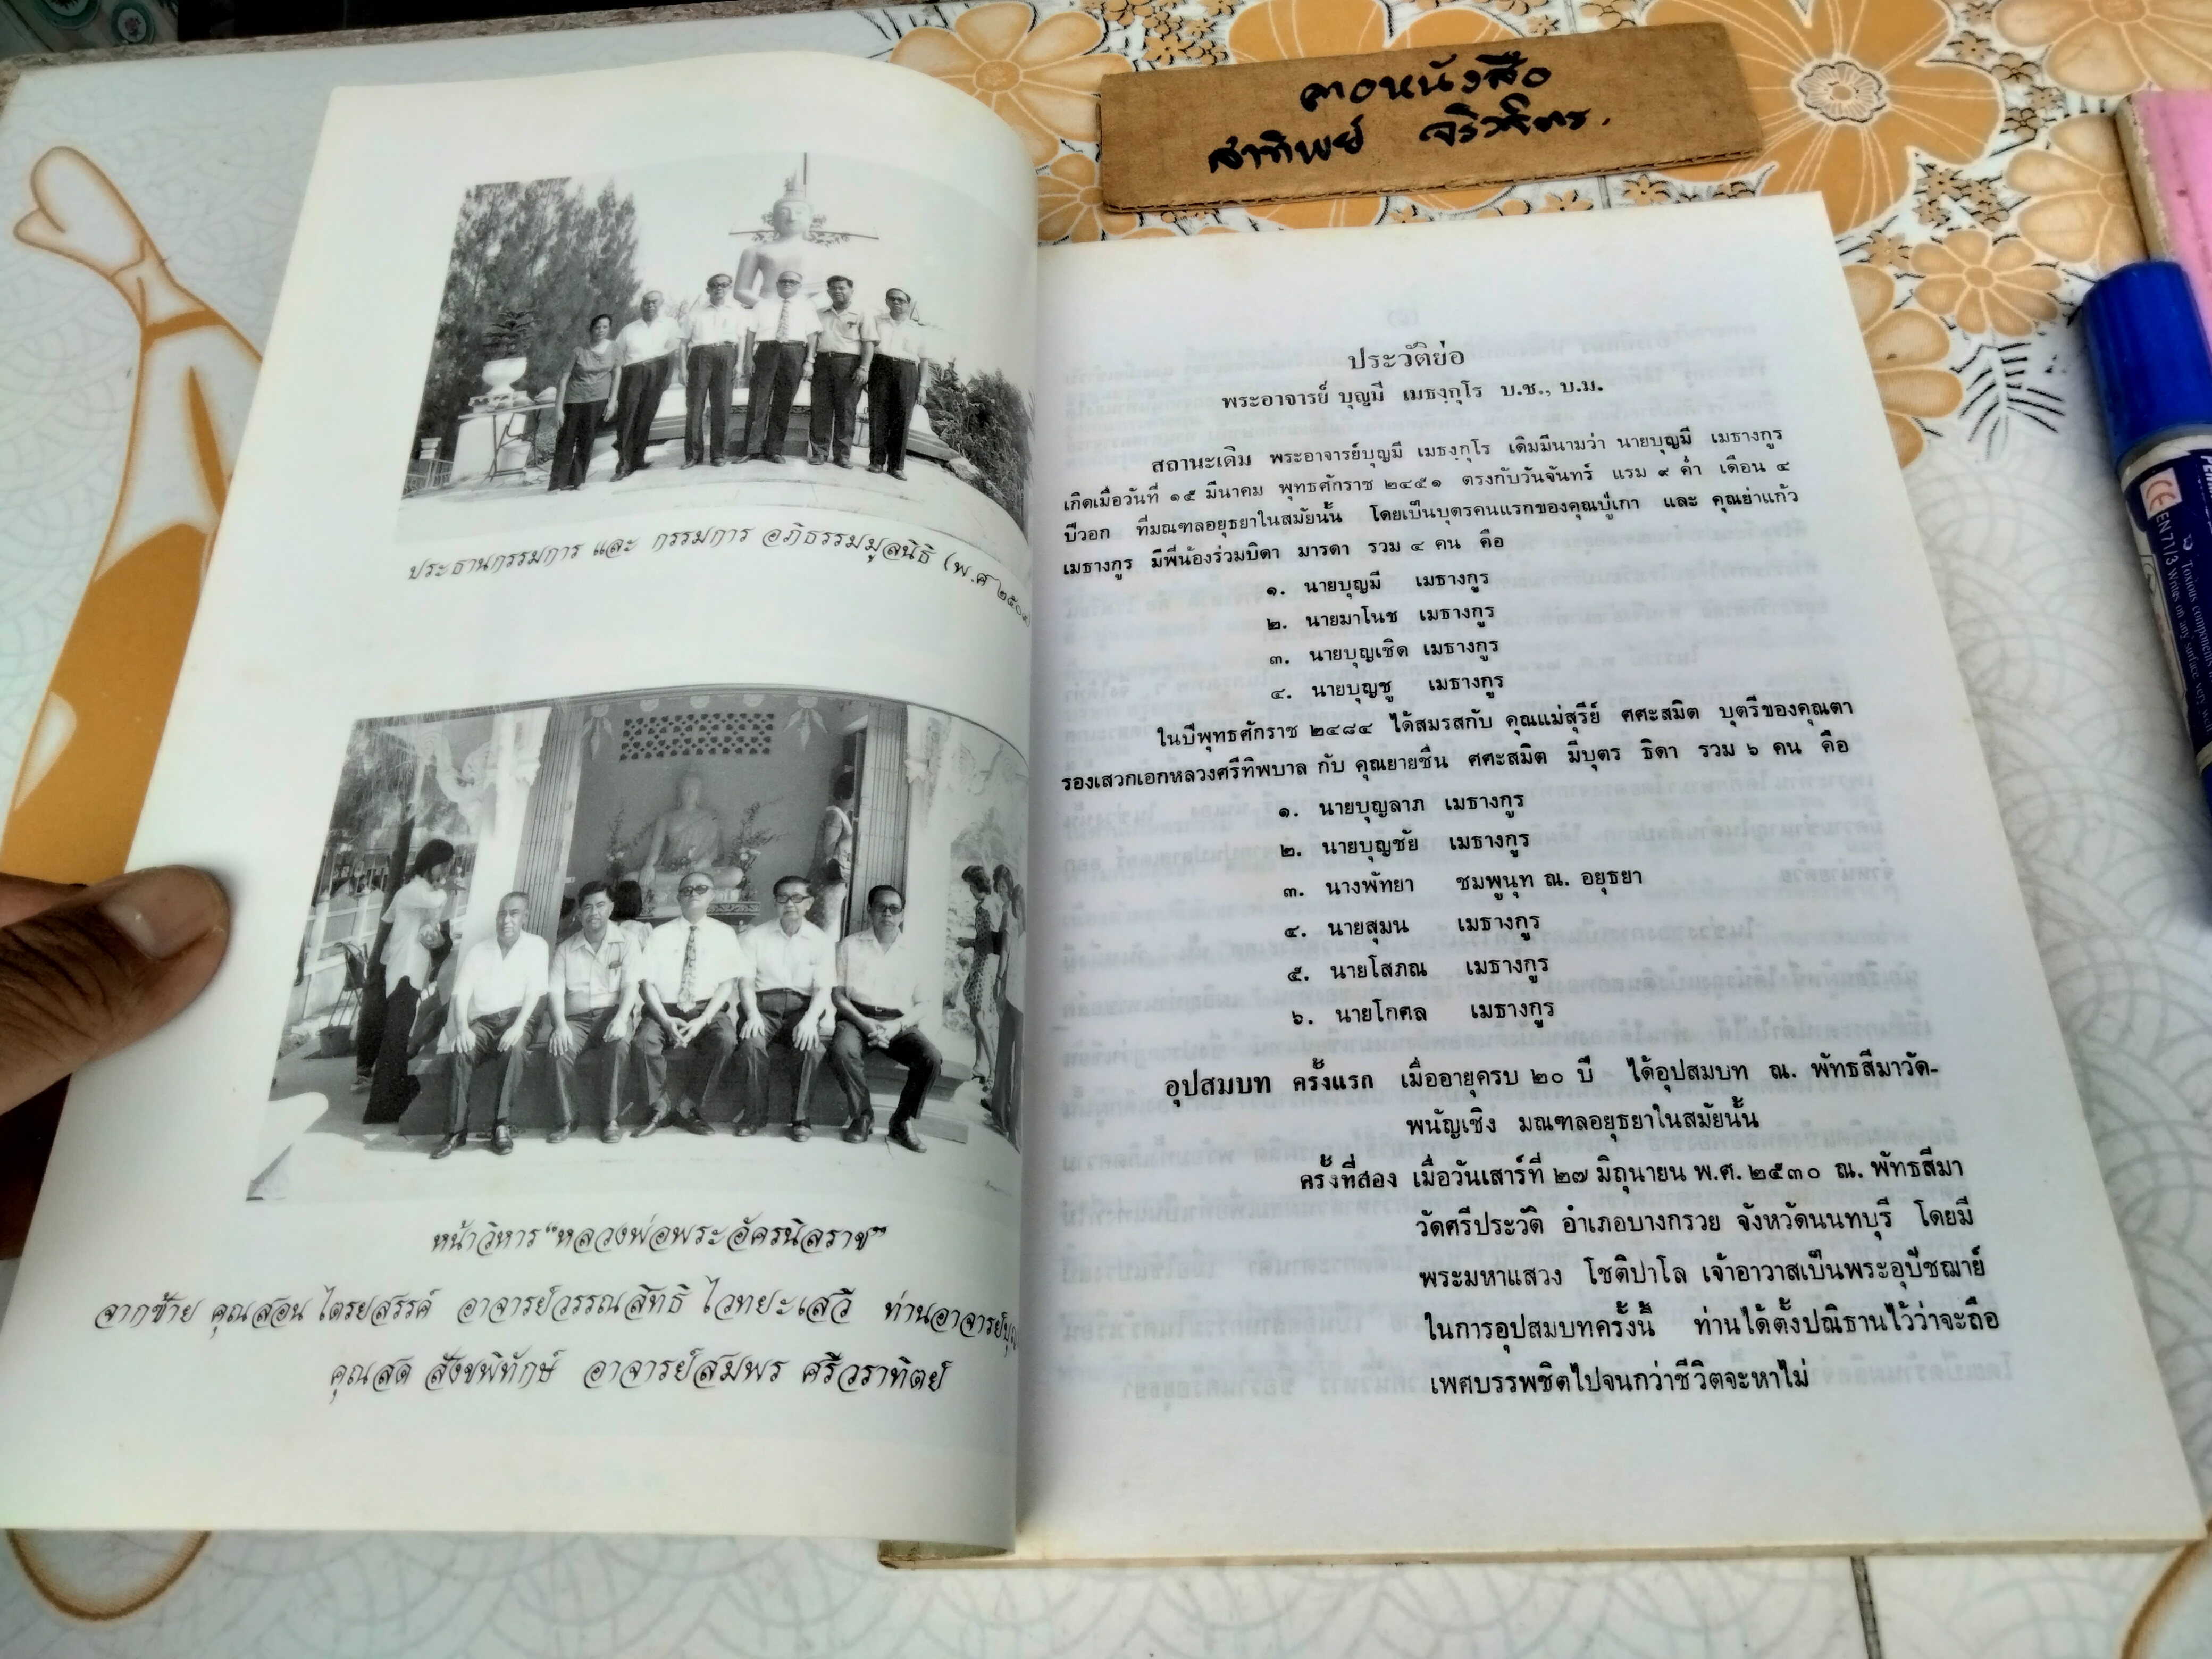 คอหนังสือ
สาทิพย์ จริวจิตร.
ประธานกรรมการ และ กรรมการ อภิธรรมมูลนิธิ (พ.ศ ๒๕๐๙
หน้าวิหาร "หลวงพ่อพระอัครนิลราช"
จากซ้าย คุณสอน ไตรยสรรค์ อาจารย์วรรณสิทธิ ไวทยะเสวี ท่านอาจารย์บุญ
คุณสด สังขพิทักษ์ อาจารย์สมพร ศรีวราทิตย์
ประวัติย่อ
พระอาจารย์ บุญมี เมธงฺกุโร บ.ช., บ.ม.
สถานะเดิม พระอาจารย์บุญมี เมธงฺกุโร เดิมมีนามว่า นายบุญมี เมธางกูร
เกิดเมื่อวันที่ ๑๕ มีนาคม พุทธศักราช ๒๔๕๑ ตรงกับวันจันทร์ แรม ๙ ค่ำ เดือน ๔
ปีวอก ที่มณฑลอยุธยาในสมัยนั้น โดยเป็นบุตรคนแรกของคุณปู่เกา และ คุณย่าแก้ว
เมธางกูร มีพี่น้องร่วมบิดา มารดา รวม ๔ คน คือ
๑. นายบุญมี เมธางกูร
๒. นายมาโนช เมธางกูร
๓. นายบุญเชิด เมธางกูร
๔. นายบุญชู เมธางกูร
ในปีพุทธศักราช ๒๔๘๔ ได้สมรสกับ คุณแม่สุรีย์ ศศะสมิต บุตรีของคุณตา
รองเสวกเอกหลวงศรีทิพบาล กับ คุณยายชื่น ศศะสมิต มีบุตร ธิดา รวม ๖ คน คือ
๑. นายบุญลาภ เมธางกูร
๒. นายบุญชัย เมธางกูร
๓. นางพัทยา ชมพูนุท ณ. อยุธยา
๔. นายสุมน เมธางกูร
๕. นายโสภณ เมธางกูร
๖. นายโกศล เมธางกูร
อุปสมบท ครั้งแรก เมื่ออายุครบ ๒๐ ปี ได้อุปสมบท ณ. พัทธสีมาวัด-
พนัญเชิง มณฑลอยุธยาในสมัยนั้น
ครั้งที่สอง เมื่อวันเสาร์ที่ ๒๗ มิถุนายน พ.ศ. ๒๕๓๐ ณ. พัทธสีมา
วัดศรีประวัติ อำเภอบางกรวย จังหวัดนนทบุรี โดยมี
พระมหาแสวง โชติปาโล เจ้าอาวาสเป็นพระอุปัชฌาย์
ในการอุปสมบทครั้งนี้ ท่านได้ตั้งปณิธานไว้ว่าจะถือ
เพศบรรพชิตไปจนกว่าชีวิตจะหาไม่
CE EN 71/3